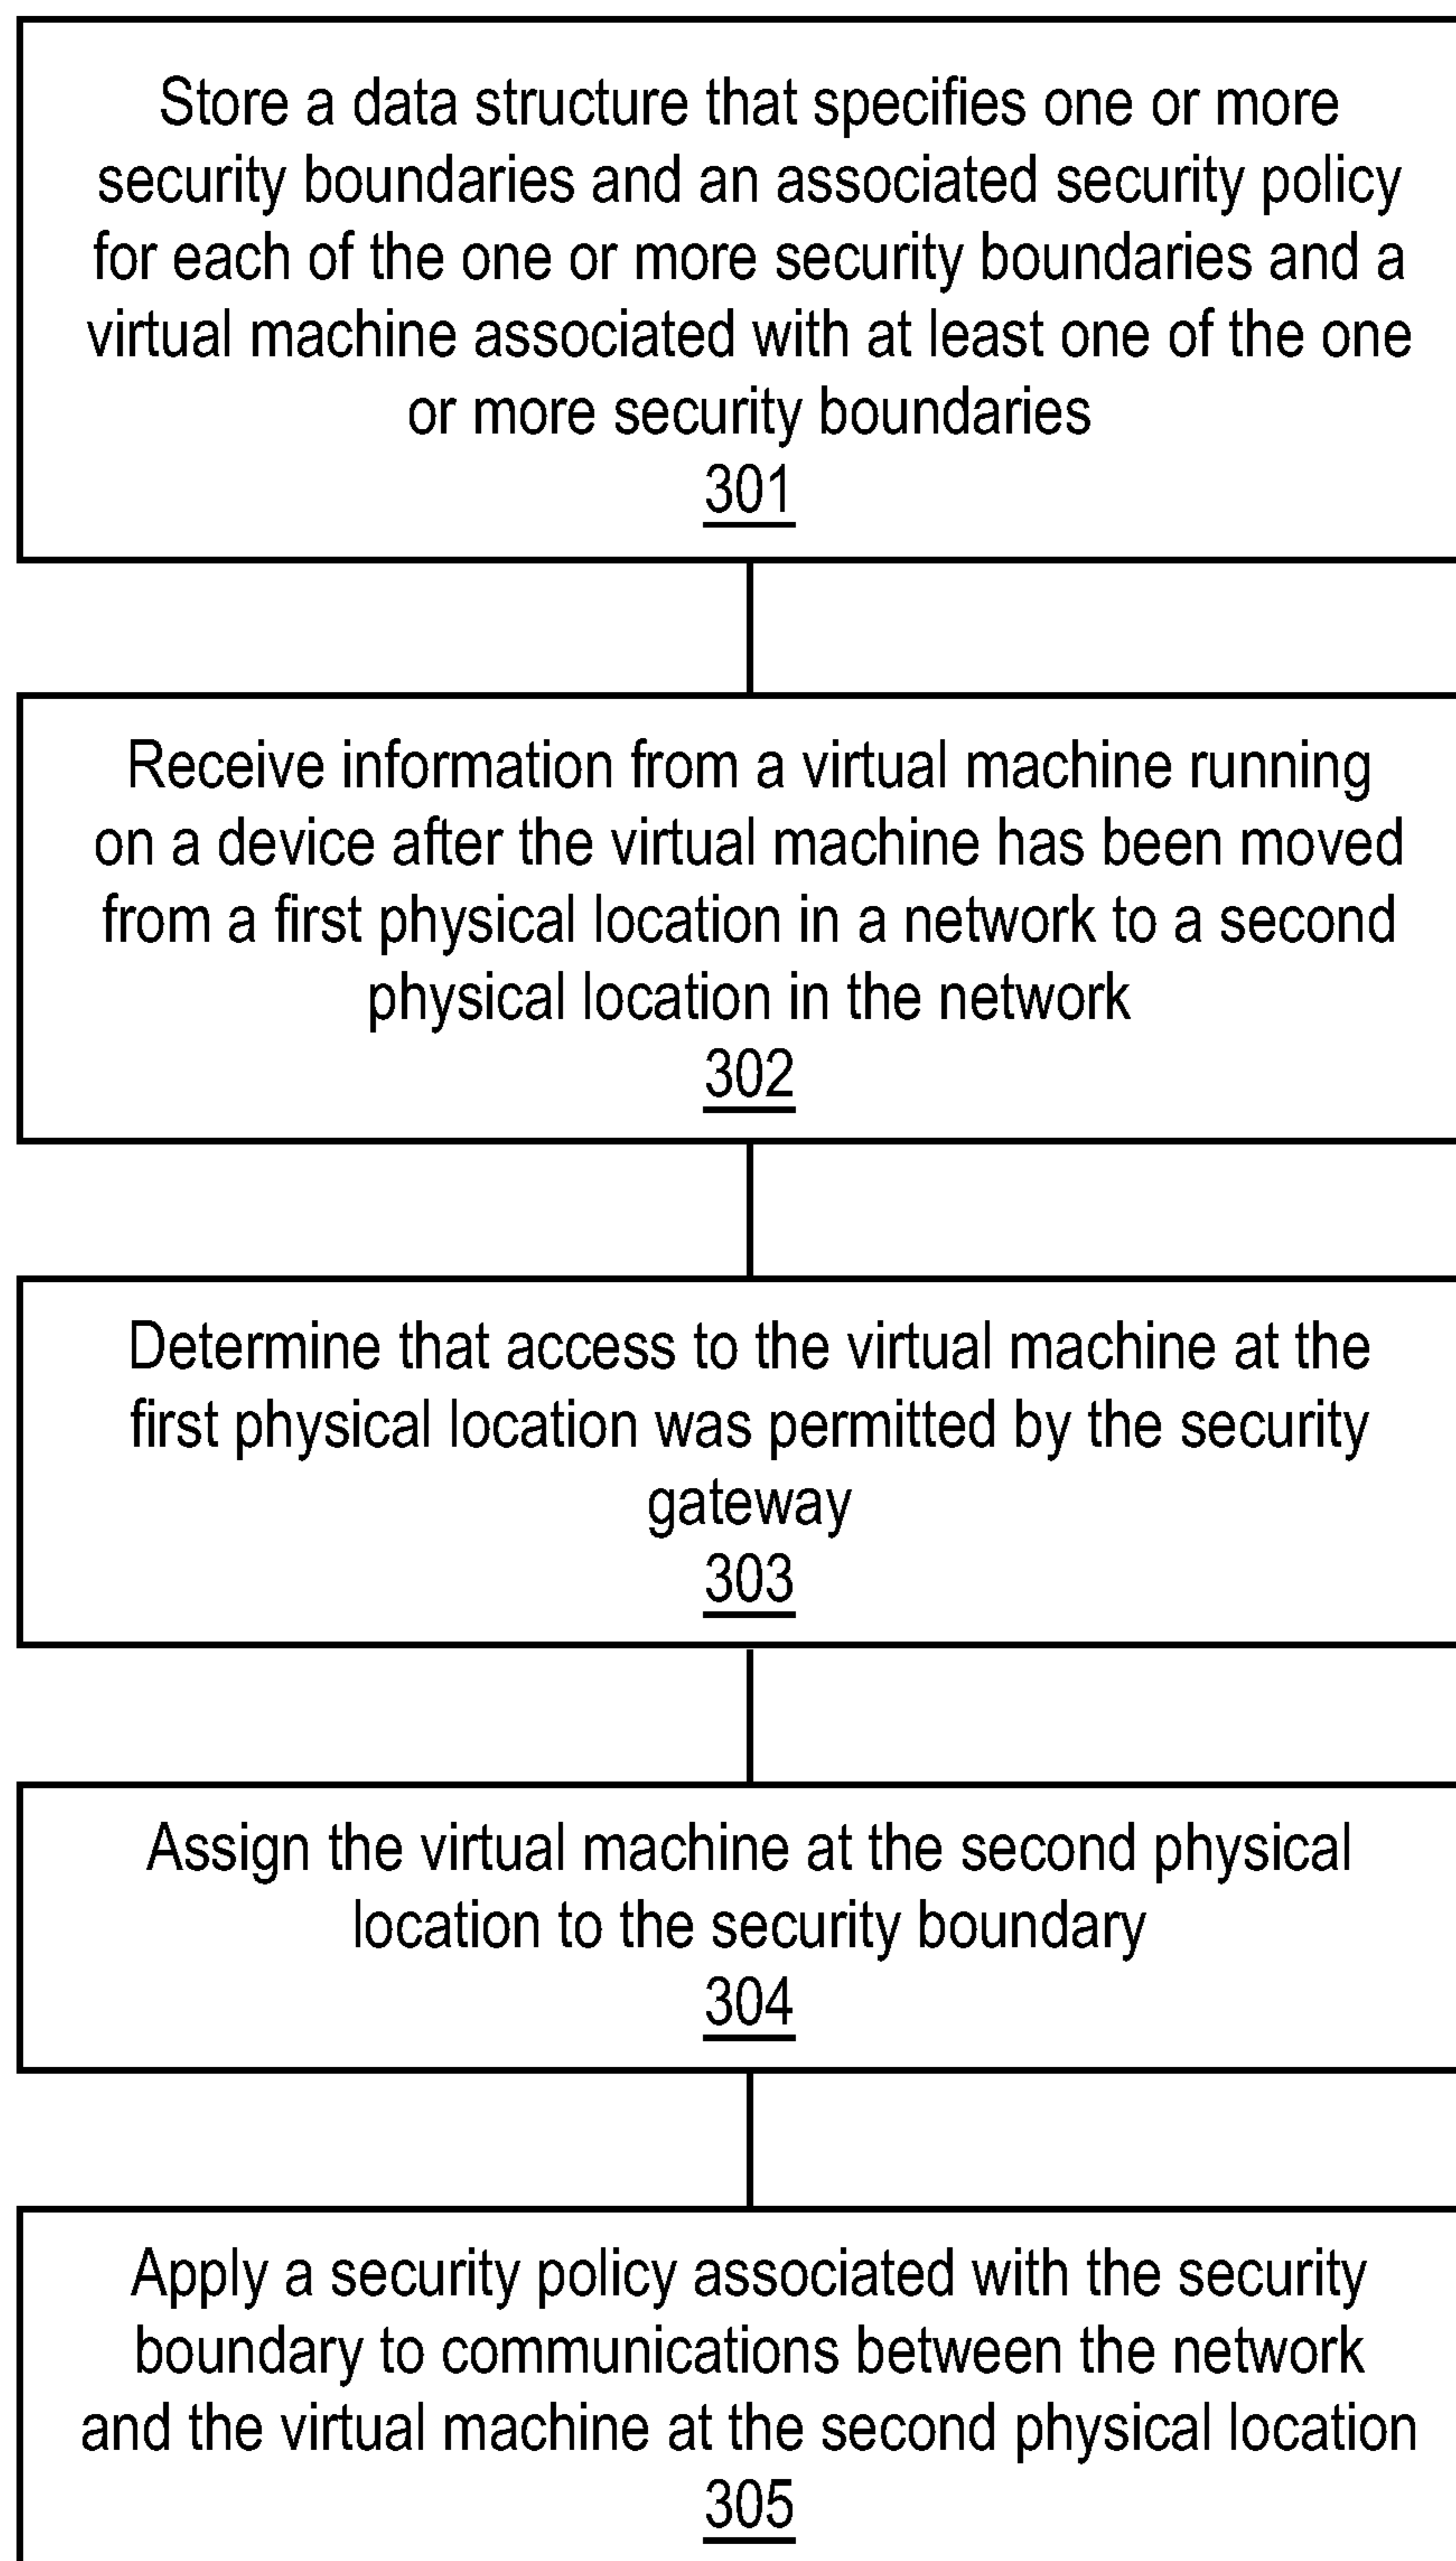 Store a data structure that specifies one or more
security boundaries and an associated security policy
for each of the one or more security boundaries and a
virtual machine associated with at least one of the one
or more security boundaries
301
Receive information from a virtual machine running
on a device after the virtual machine has been moved
from a first physical location in a network to a second
physical location in the network
302
Determine that access to the virtual machine at the
first physical location was permitted by the security
gateway
303
Assign the virtual machine at the second physical
location to the security boundary
304
Apply a security policy associated with the security
boundary to communications between the network
and the virtual machine at the second physical location
305